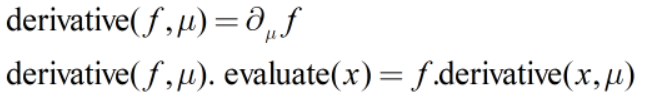 derivative(f,μ)=∂_μ f
derivative(f,μ). evaluate(x)= f.derivative(x,μ)